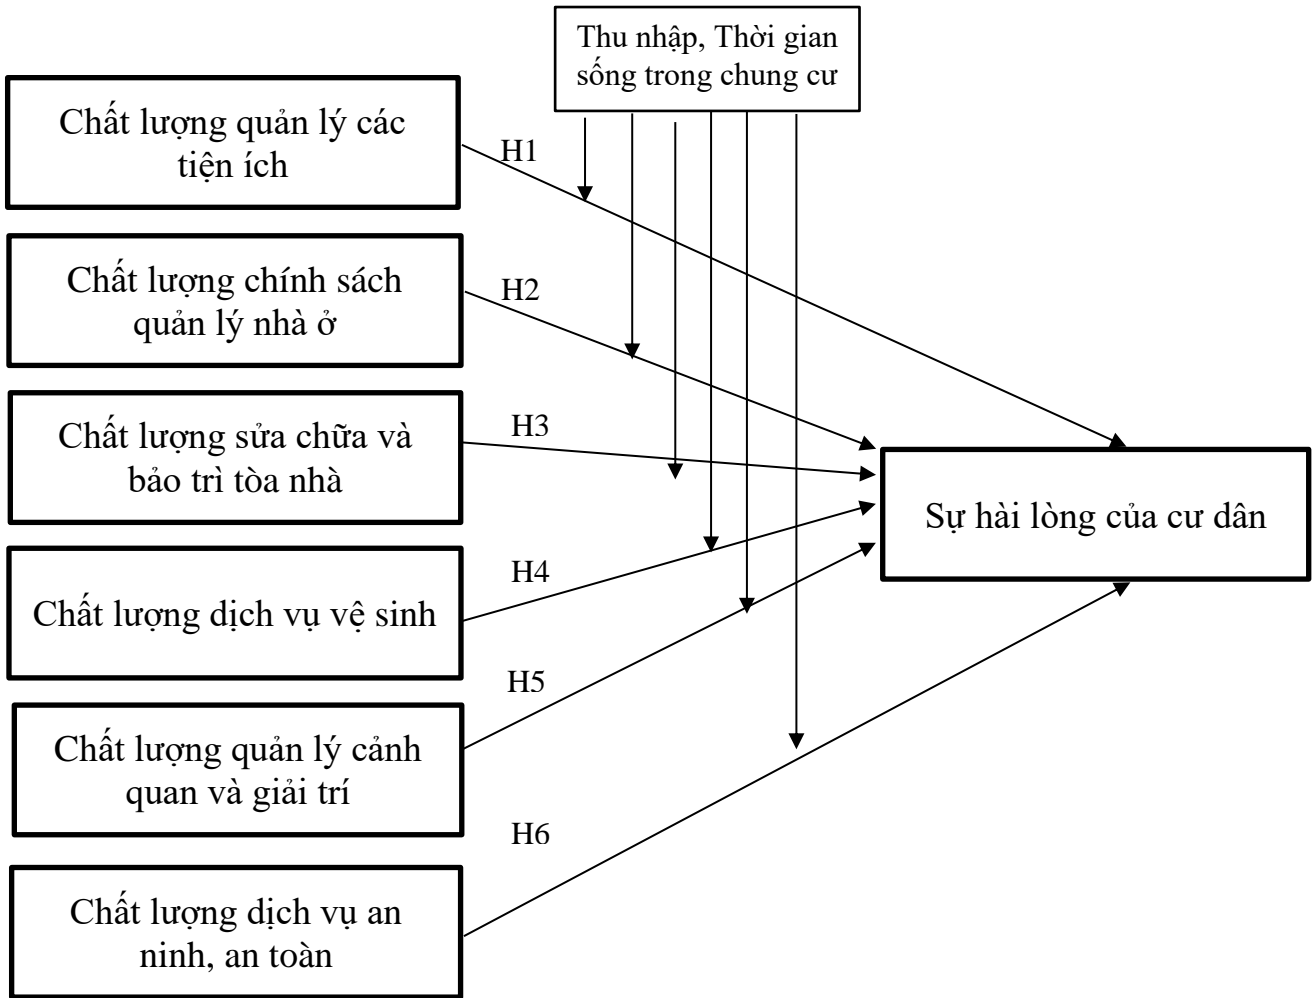 Thu nhập, Thời gian
sống trong chung cư
Chất lượng quản lý các
tiện ích
H1
Chất lượng chính sách
quản lý nhà ở
H2
Chất lượng sửa chữa và
bảo trì tòa nhà
H3
Sự hài lòng của cư dân
Chất lượng dịch vụ vệ sinh
H4
H5
Chất lượng quản lý cảnh
quan và giải trí
H6
Chất lượng dịch vụ an
ninh, an toàn